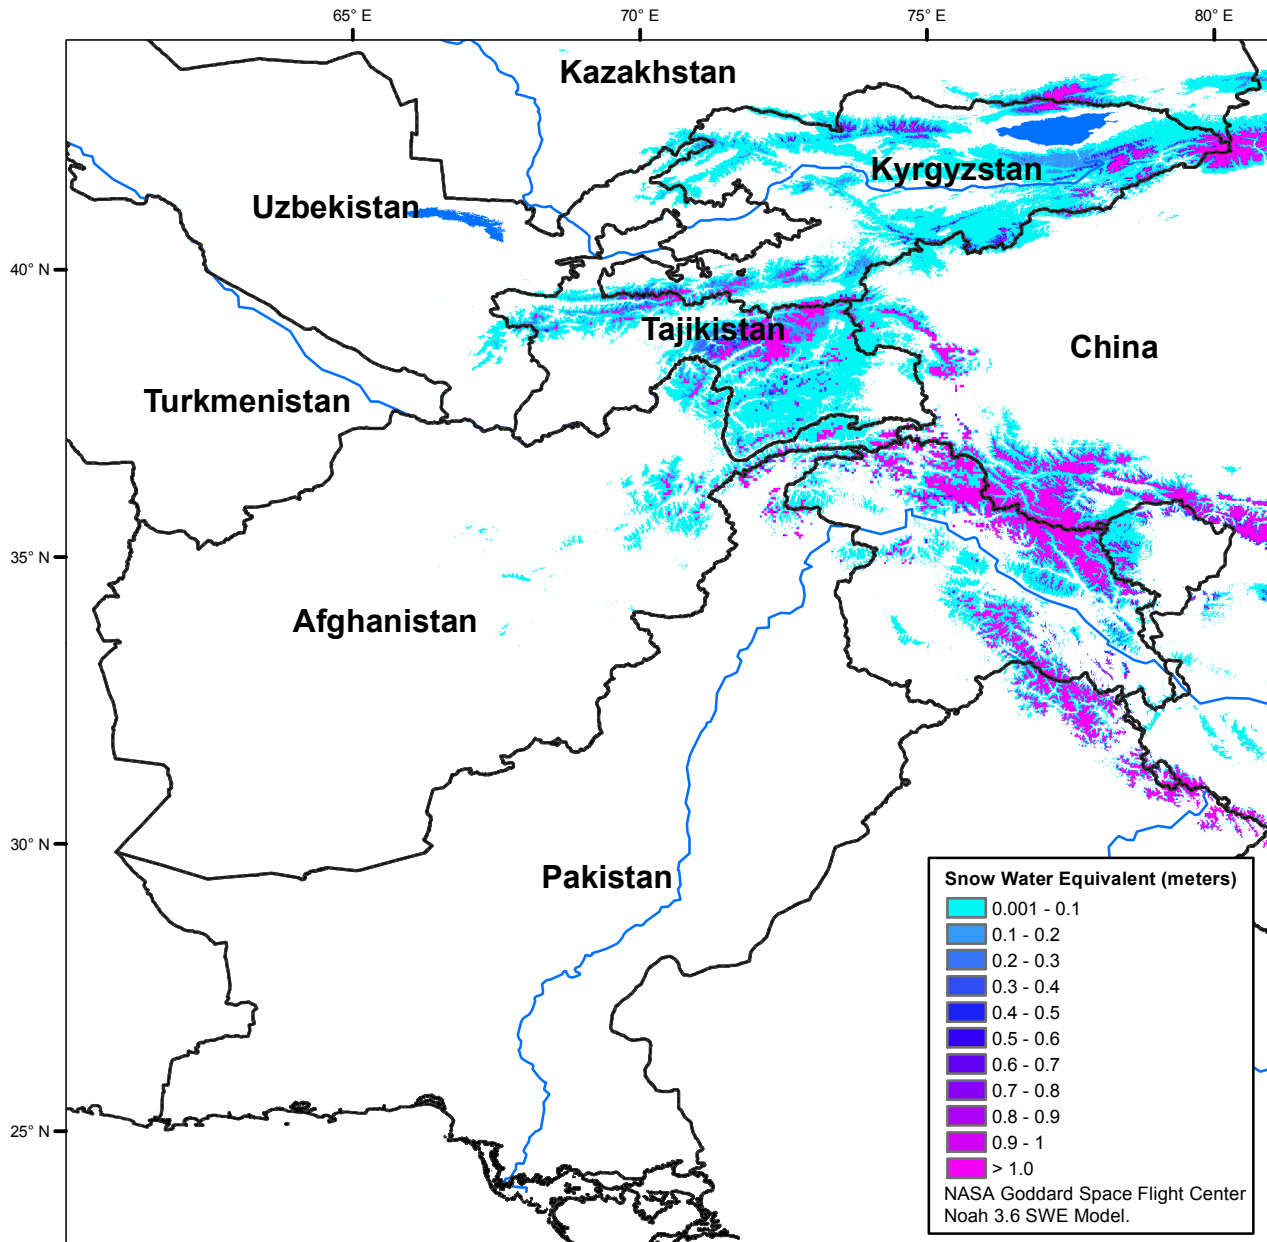 65° E
70° E
75° E
80° E
Kazakhstan
Kyrgyzstan
Uzbekistan
40° N
Tajikistan
China
Turkmenistan
35° N
Afghanistan
30° N
Pakistan
25° N
Snow Water Equivalent (meters)
0.001 - 0.1
0.1 - 0.2
0.2 - 0.3
0.3 - 0.4
0.4 - 0.5
0.5 - 0.6
0.6 - 0.7
0.7 - 0.8
0.8 - 0.9
0.9 - 1
> 1.0
NASA Goddard Space Flight Center
Noah 3.6 SWE Model.